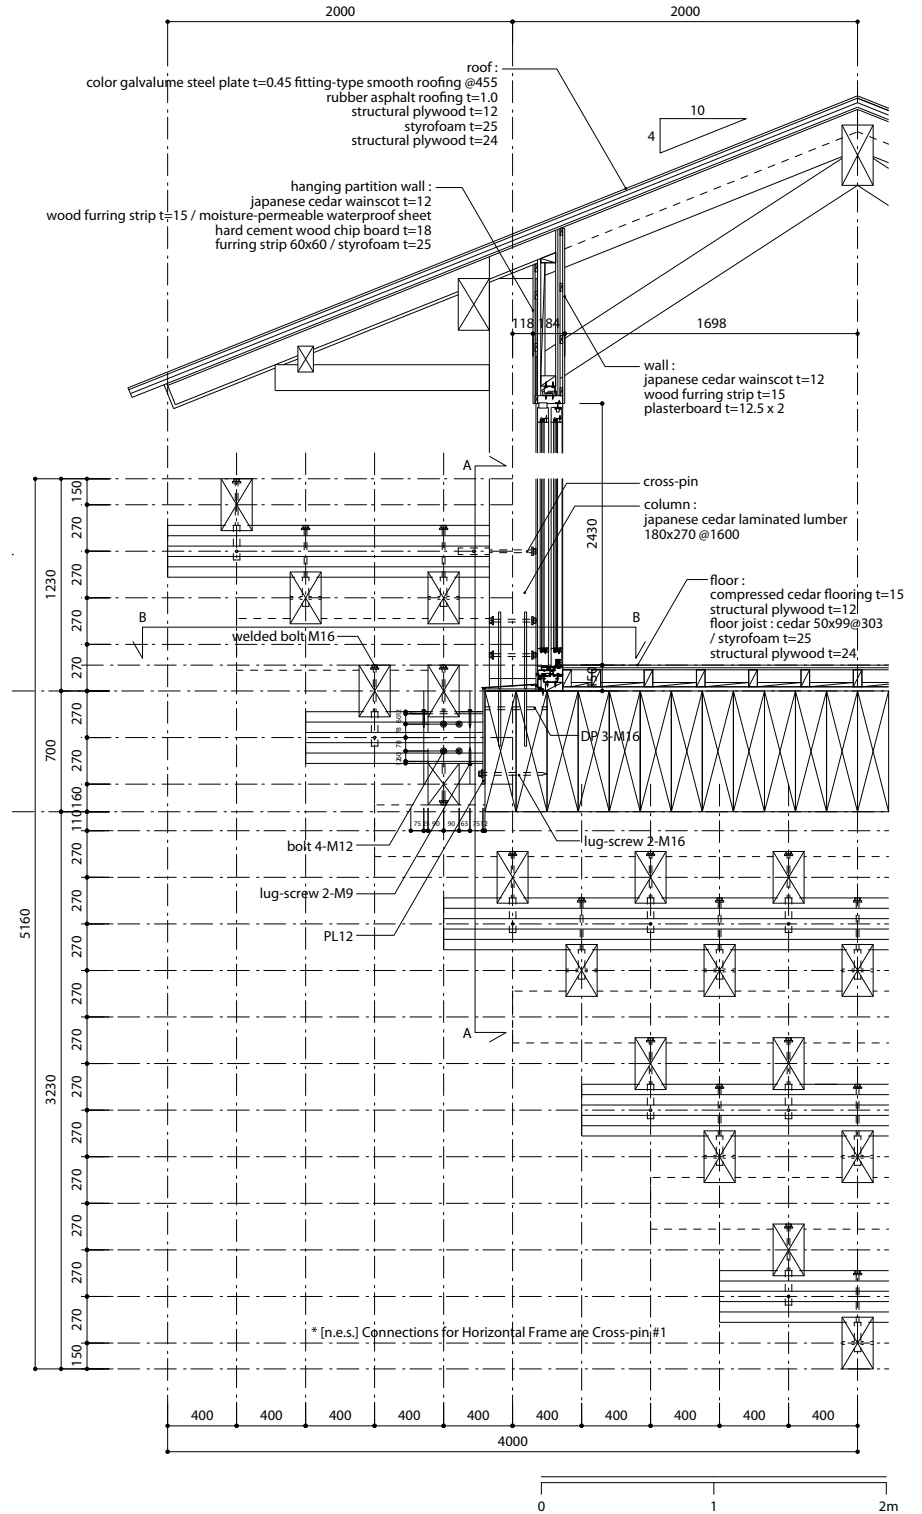 2000
2000
roof :
color galvalume steel plate t=0.45 fitting-type smooth roofing @455
rubber asphalt roofing t=1.0
structural plywood t=12
styrofoam t=25
structural plywood t=24
10
4
hanging partition wall :
japanese cedar wainscot t=12
wood furring strip t=15 / moisture-permeable waterproof sheet
hard cement wood chip board t=18
furring strip 60x60 / styrofoam t=25
118
184
1698
wall :
japanese cedar wainscot t=12
wood furring strip t=15
plasterboard t=12.5 x 2
A
cross-pin
column :
japanese cedar laminated lumber
180x270 @1600
2430
150
270
270
270
270
1230
floor :
compressed cedar flooring t=15
structural plywood t=12
floor joist : cedar 50x99@303
/ styrofoam t=25
structural plywood t=24
B
B
welded bolt M16
150
270
270
160
700
DP 3-M16
110
75
90
90
63
bolt 4-M12
lug-screw 2-M16
lug-screw 2-M9
PL12
5160
270
270
270
270
270
270
270
270
270
270
270
150
3230
A
* [n.e.s.] Connections for Horizontal Frame are Cross-pin #1
400
400
400
400
400
400
400
400
400
400
4000
0
1
2m